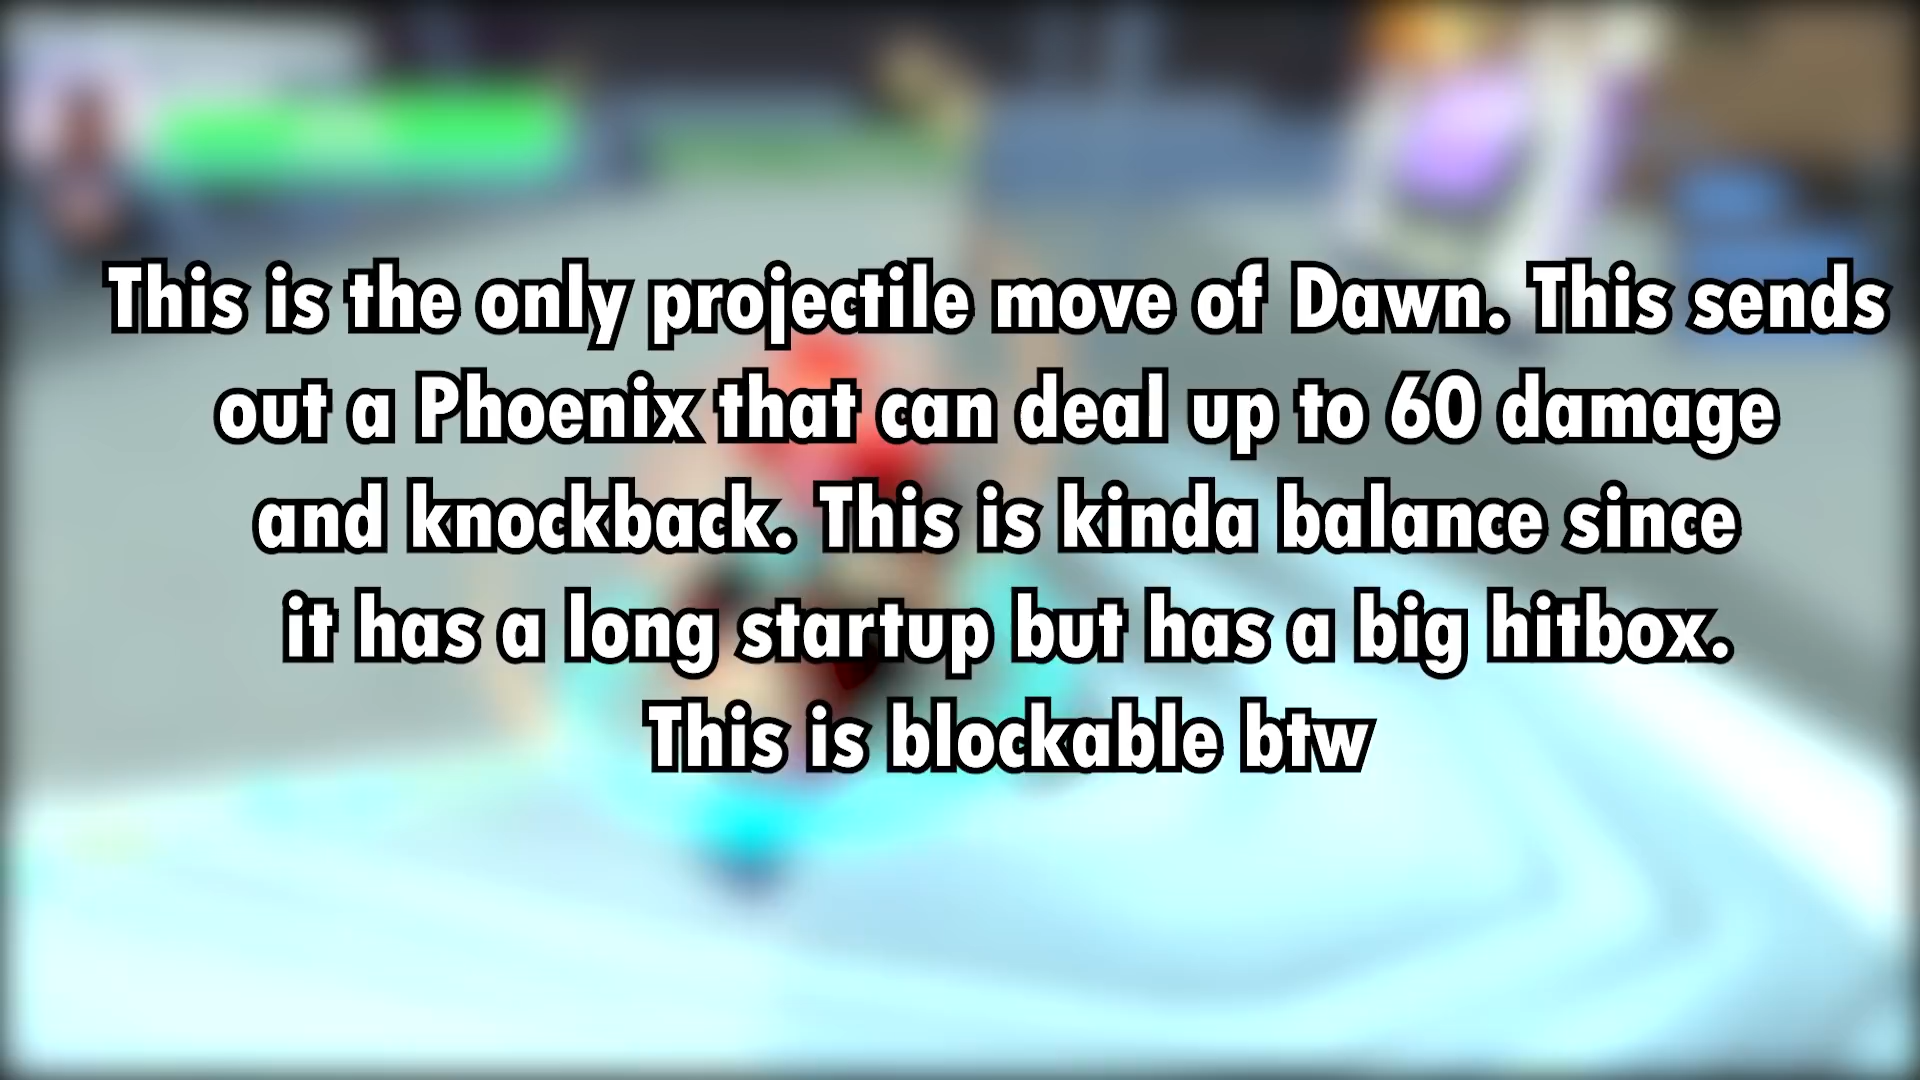 This is the only projectile move of Dawn. This sends
out a Phoenix that can deal up to 60 damage
and knockback. This is kinda balance since
it has a long startup but has a big hitbox.
This is blockable btw